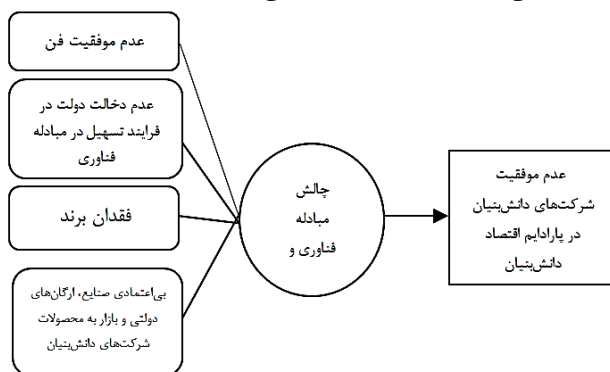 عدم موفقیت فن
عدم دخالت دولت در
فرایند تسهیل در مبادله
فناوری
فقدان برند
بی‌اعتمادی صنایع، ارگان‌های
دولتی و بازار به محصولات
شرکت‌های دانش‌بنیان
چالش
مبادله
فناوری و
عدم موفقیت
شرکت‌های دانش‌بنیان
در پارادایم اقتصاد
دانش‌بنیان